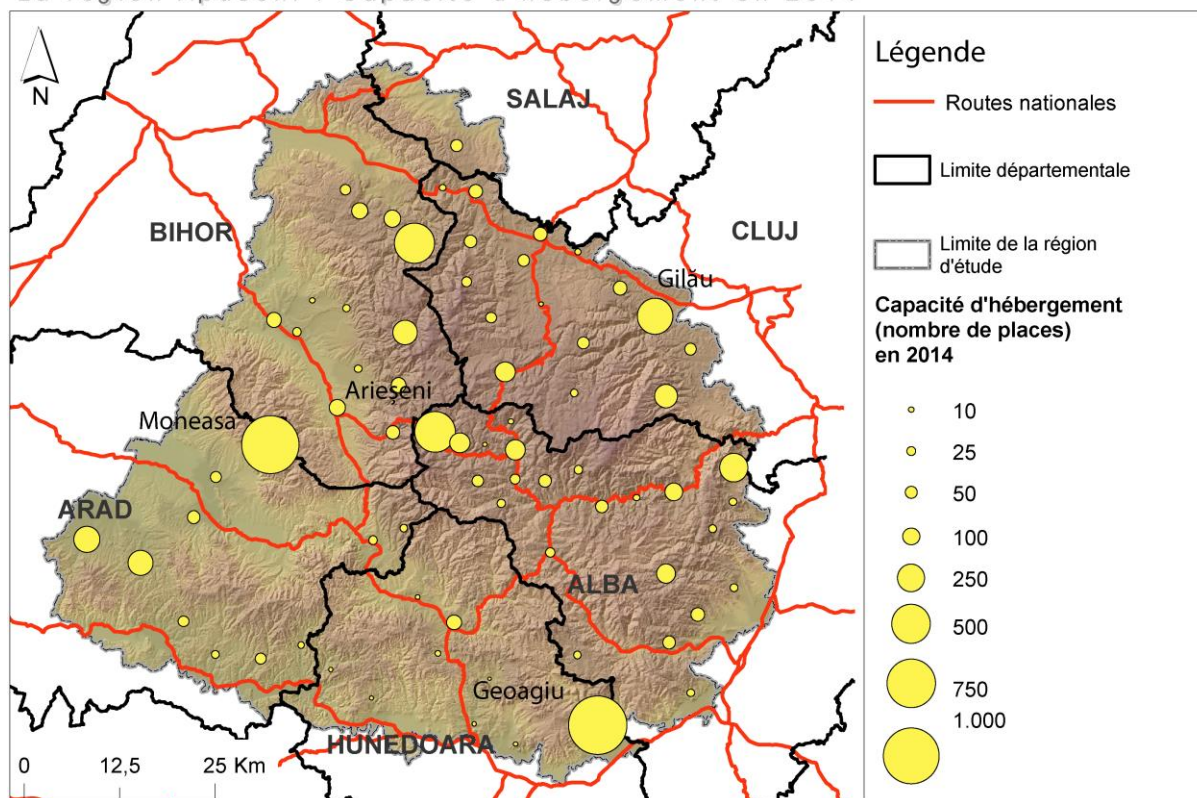 N
SALAJ
BIHOR
CLUJ
Gilău
Arieșeni
Moneasa
ARAD
ALBA
Geoagiu
HUNEDOARA
0 12,5 25 Km
Légende
Routes nationales
Limite départementale
Limite de la région
d'étude
Capacité d'hébergement
(nombre de places)
en 2014
10
25
50
100
250
500
750
1.000